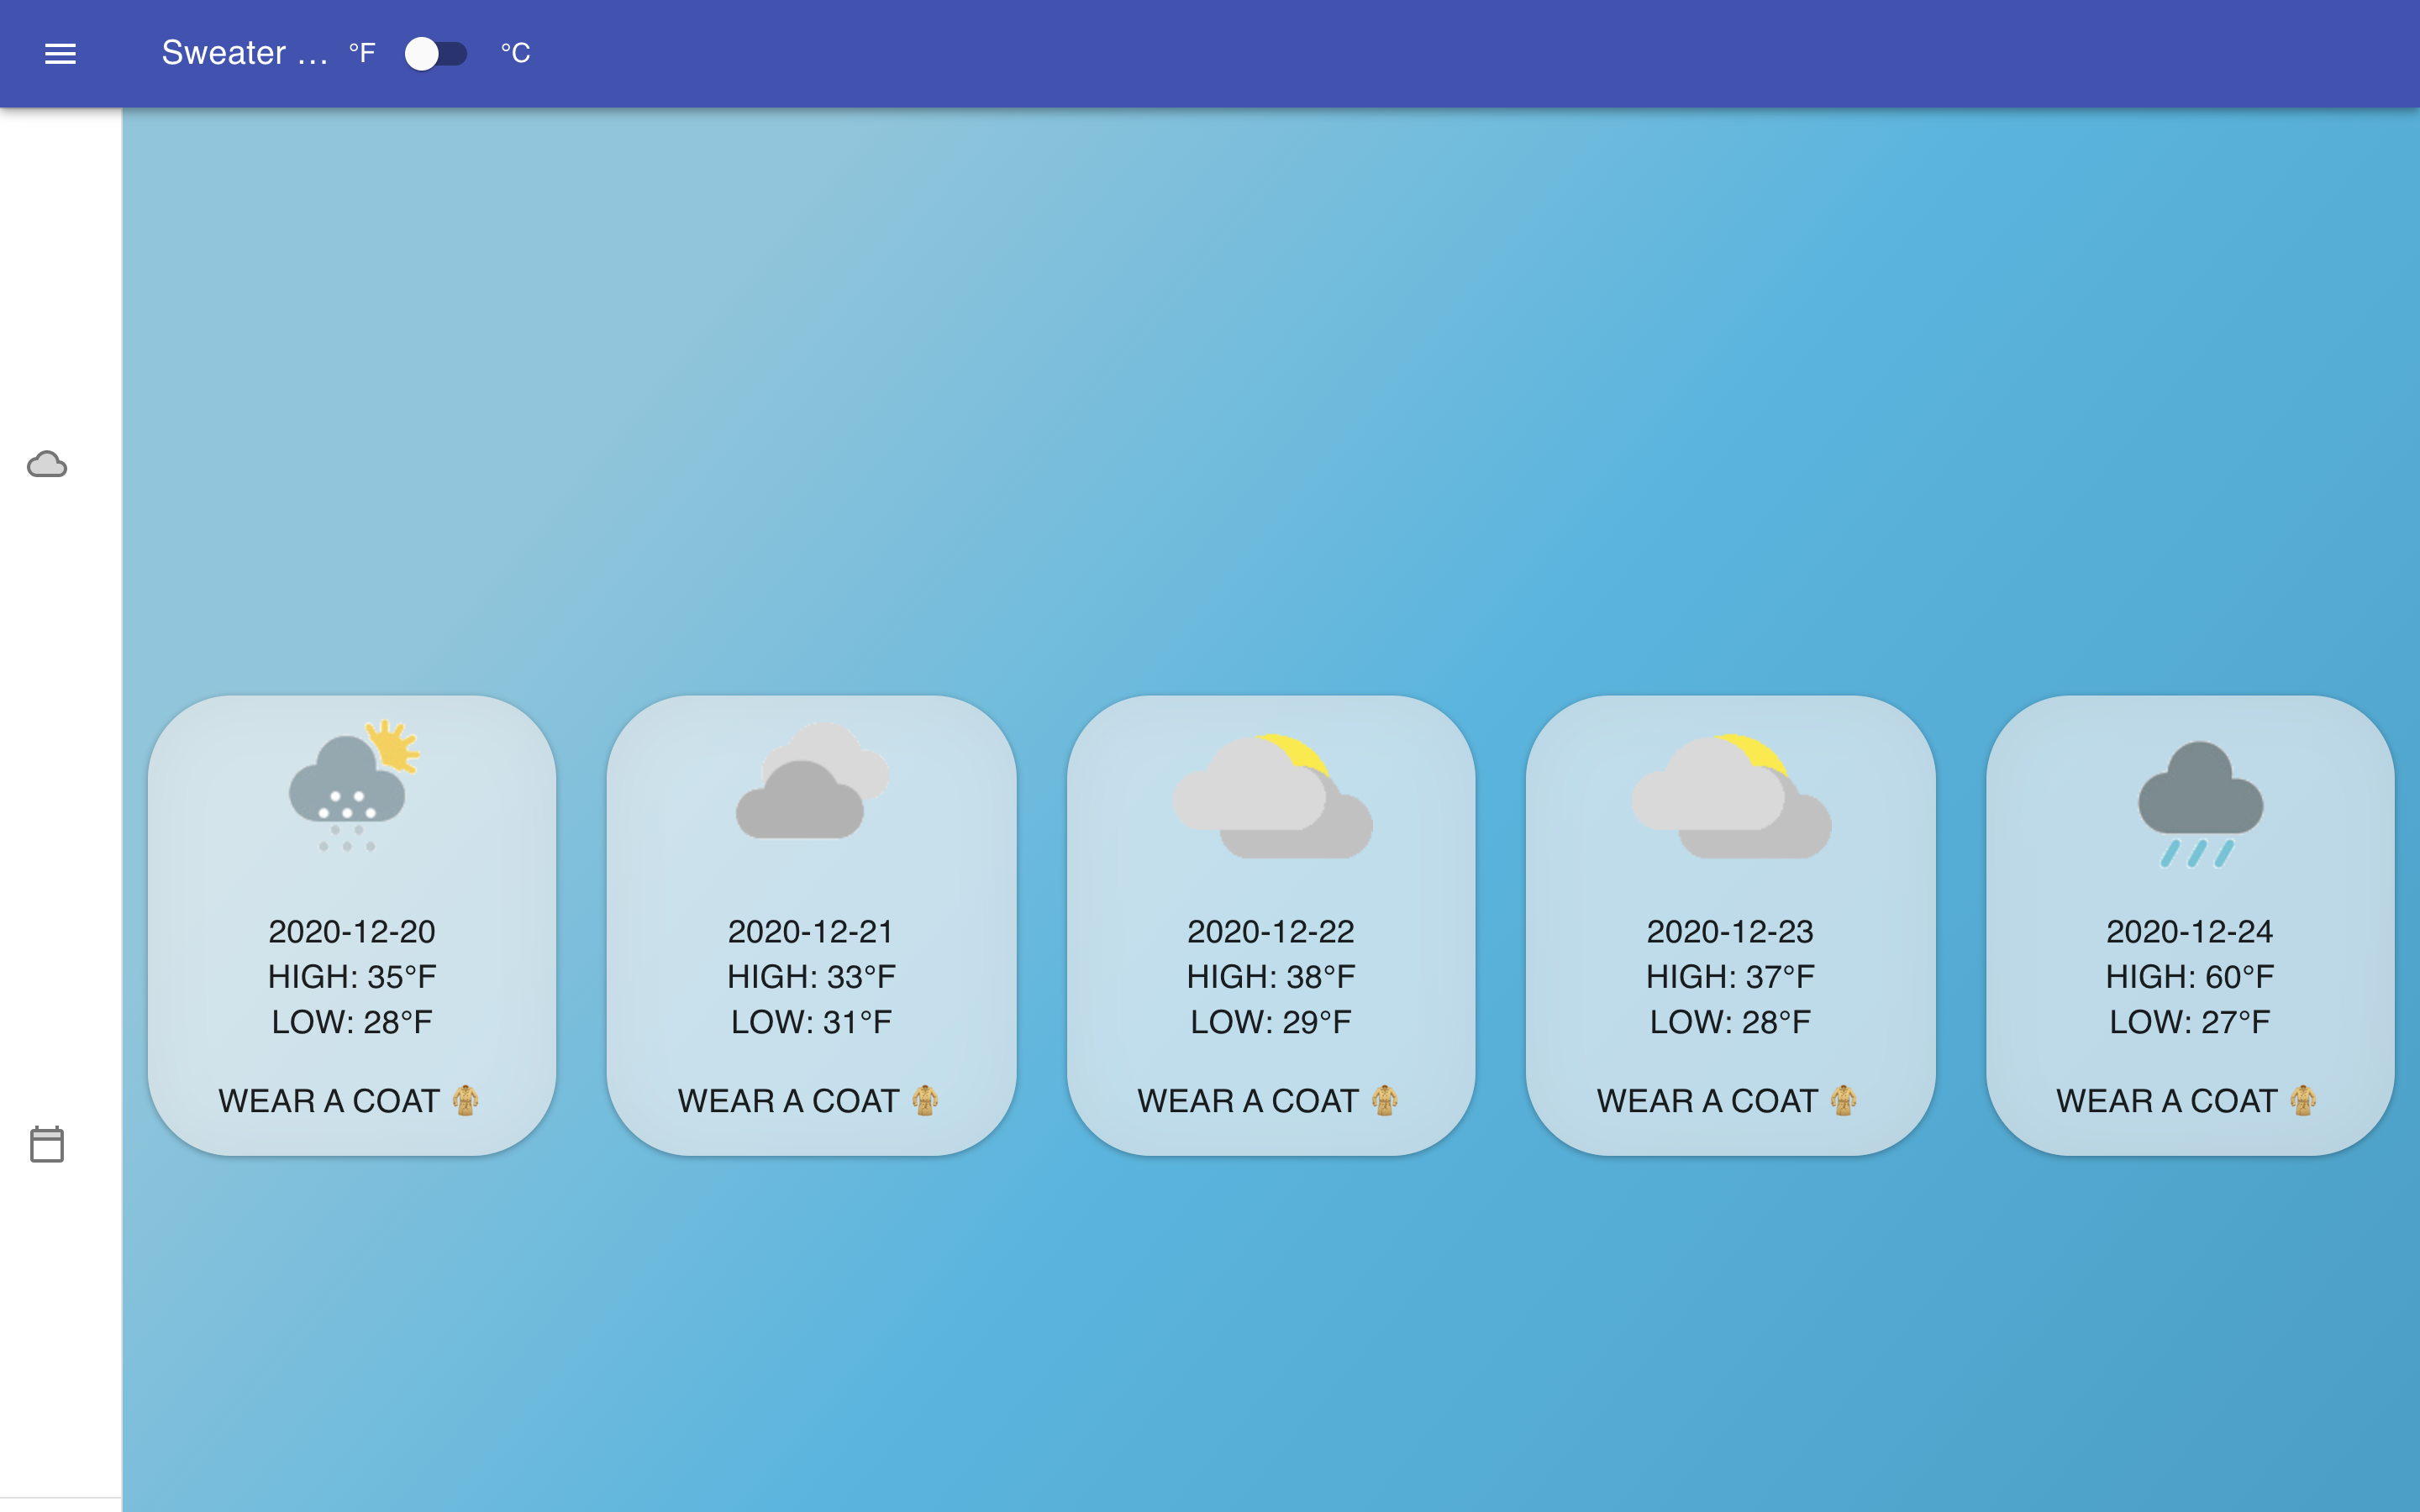 Sweater ... °F °C
2020-12-20
HIGH: 35°F
LOW: 28°F
WEAR A COAT
2020-12-21
HIGH: 33°F
LOW: 31°F
WEAR A COAT
2020-12-22
HIGH: 38°F
LOW: 29°F
WEAR A COAT
2020-12-23
HIGH: 37°F
LOW: 28°F
WEAR A COAT
2020-12-24
HIGH: 60°F
LOW: 27°F
WEAR A COAT